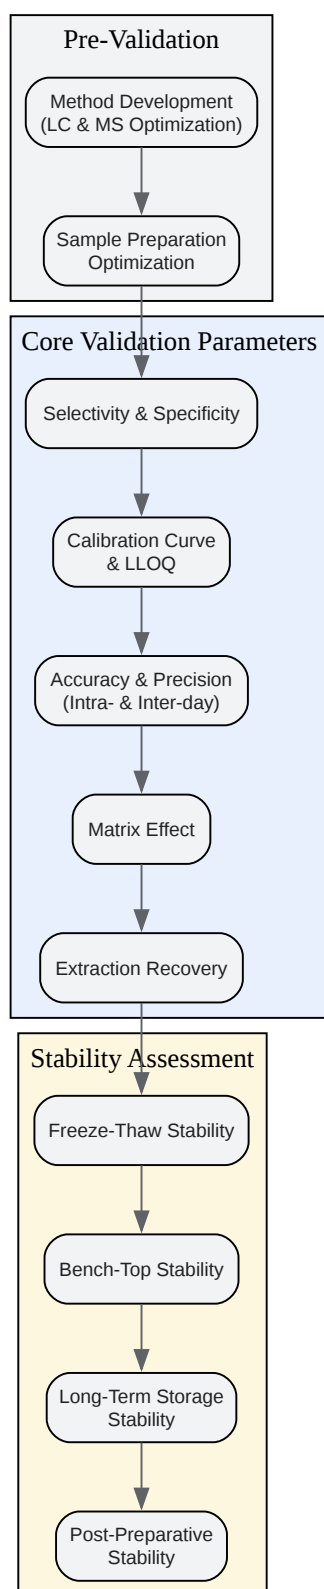 Pre-Validation
Method Development
(LC & MS Optimization)
Sample Preparation
Optimization
Core Validation Parameters
Selectivity & Specificity
Calibration Curve
& LLOQ
Accuracy & Precision
(Intra- & Inter-day)
Matrix Effect
Extraction Recovery
Stability Assessment
Freeze-Thaw Stability
Bench-Top Stability
Long-Term Storage
Stability
Post-Preparative
Stability